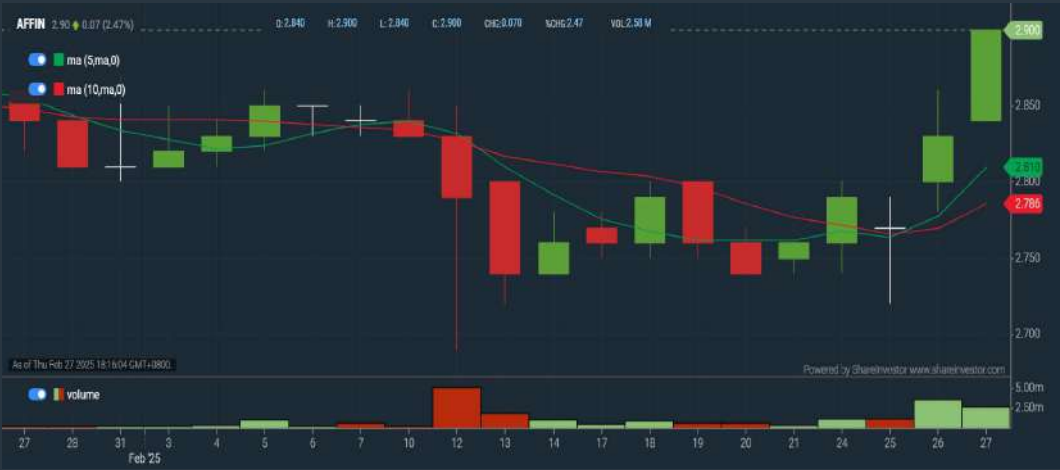 AFFIN 2.90 0.07 (2.47%) O:2.840 H:2.900 L:2.840 C:2.900 CHG:0.070 %CHG:2.47 VOL:2.58 M
2.900
ma (5,ma,0)
ma (10,ma,0)
2.850
2.810
2.800
2.786
2.750
2.700
As of Thu Feb 27 2025 18:16:04 GMT+0800.
Powered by ShareInvestor www.shareinvestor.com
volume
5.00m
2.50m
27 29 31 3 4 5 6 7 10 12 13 14 17 18 19 20 21 24 25 26 27
Feb '25